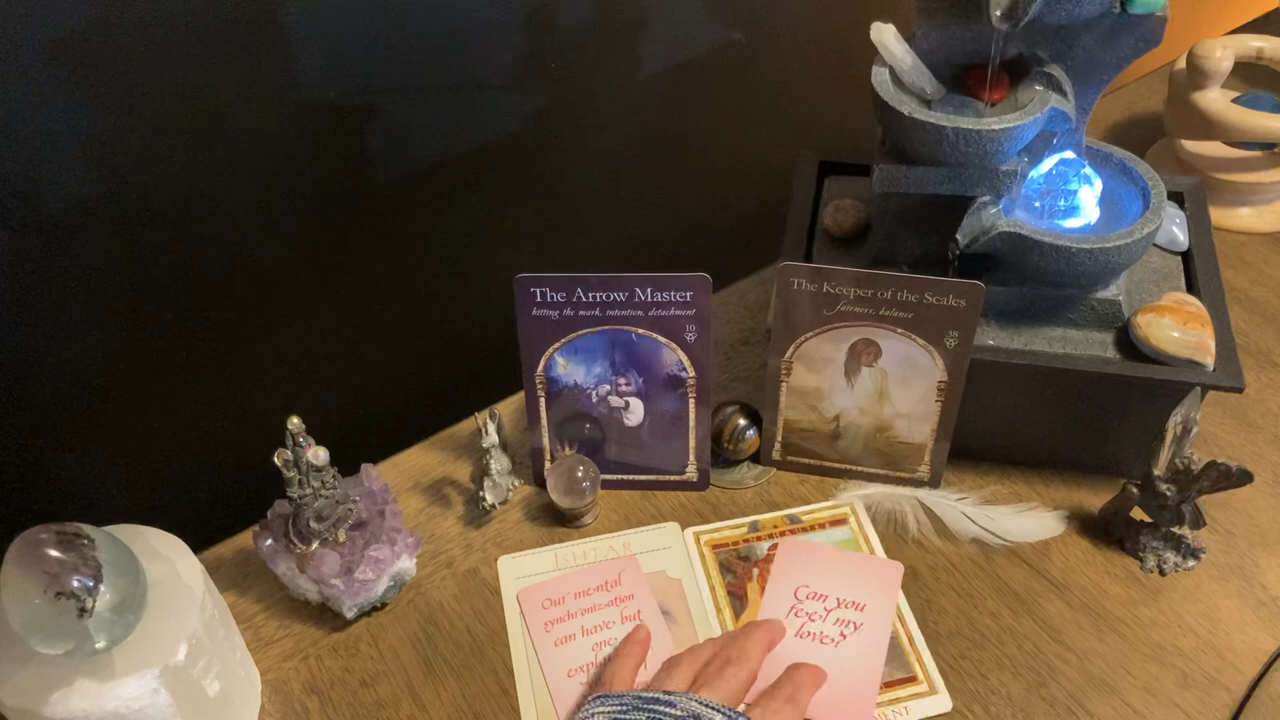 The Arrow Master
hitting the mark, intention, detachment
10
The Keeper of the Scales
fairness, balance
38
ISHTAR
Our mental
synchronization
can have but
one
Can you
feel my
love?